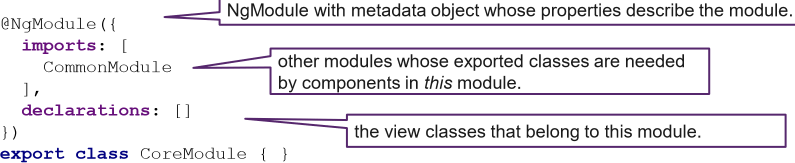 NgModule with metadata object whose properties describe the module.
@NgModule({
imports: [
CommonModule
other modules whose exported classes are needed
by components in this module.
],
declarations: []
the view classes that belong to this module.
})
export class CoreModule { }